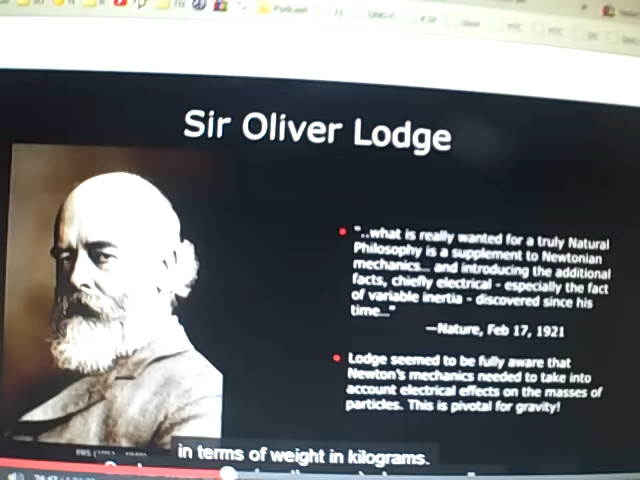 Podcast
Sir Oliver Lodge
"..what is really wanted for a truly Natural
Philosophy is a supplement to Newtonian
mechanics... and introducing the additional
facts, chiefly electrical - especially the fact
of variable inertia - discovered since his
time..."
—Nature, Feb 17, 1921
Lodge seemed to be fully aware that
Newton's mechanics needed to take into
account electrical effects on the masses of
particles. This is pivotal for gravity!
in terms of weight in kilograms.